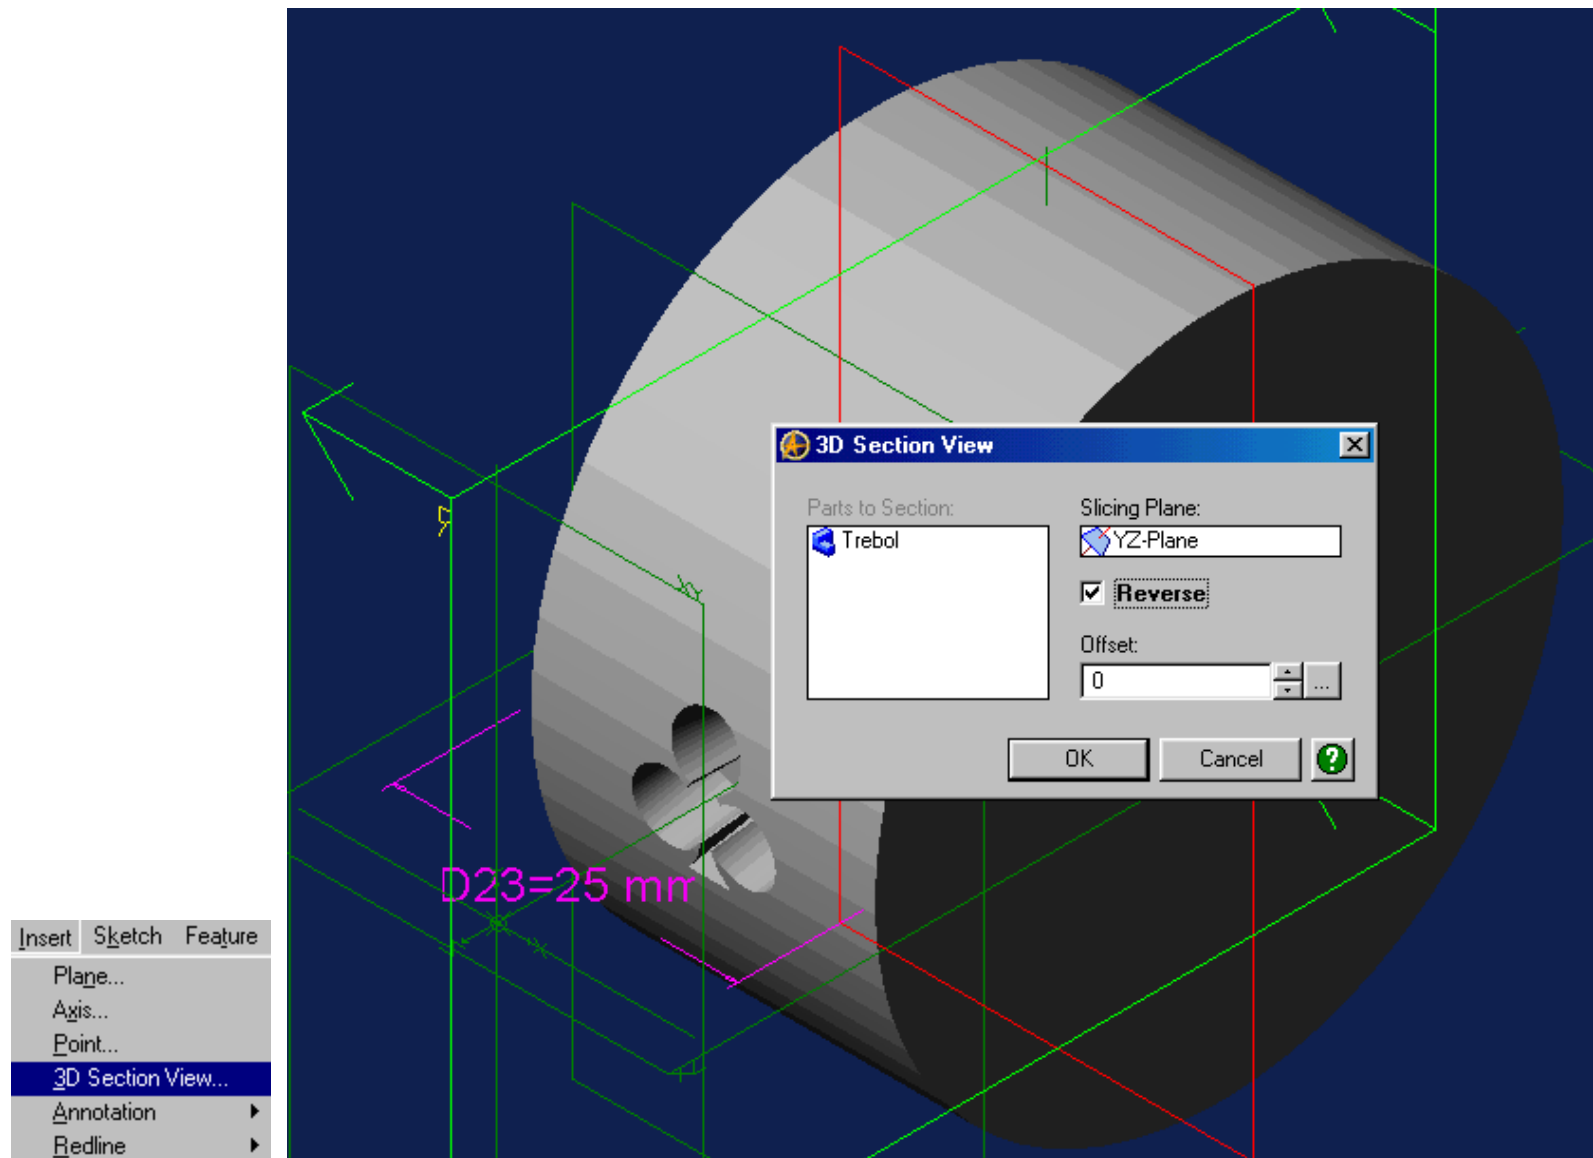 3D Section View
Parts to Section:
Trebol
Slicing Plane:
YZ-Plane
Reverse
Offset:
0
...
OK
Cancel
?
D23=25 mm
Insert Sketch Feature
Plane...
Axis...
Point...
3D Section View...
Annotation
Redline